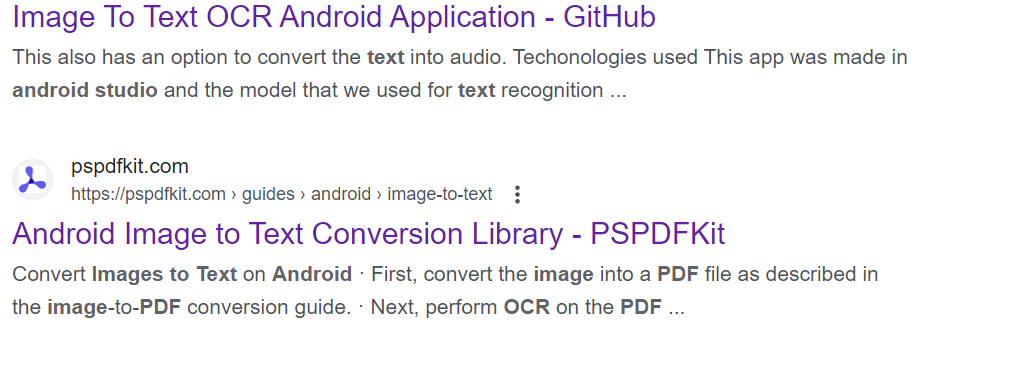 Image To Text OCR Android Application - GitHub
This also has an option to convert the text into audio. Techonologies used This app was made in
android studio and the model that we used for text recognition ...
pspdfkit.com
https://pspdfkit.com › guides › android › image-to-text
Android Image to Text Conversion Library - PSPDFKit
Convert Images to Text on Android · First, convert the image into a PDF file as described in
the image-to-PDF conversion guide. · Next, perform OCR on the PDF ...